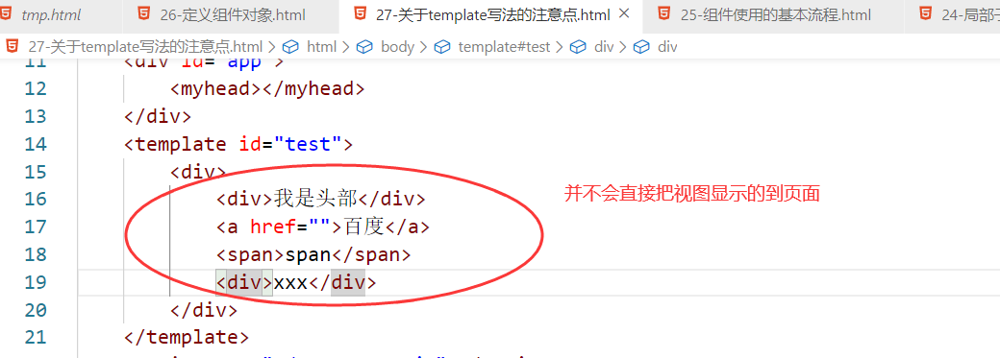 tmp.html 26-定义组件对象.html 27-关于template写法的注意点.html 25-组件使用的基本流程.html 24-局部
27-关于template写法的注意点.html > html > body > template#test > div > div
11 <div id="app">
12 <myhead></myhead>
13 </div>
14 <template id="test">
15 <div>
16 <div>我是头部</div>
并不会直接把视图显示的到页面
17 <a href="">百度</a>
18 <span>span</span>
19 <div>xxx</div>
20 </div>
21 </template>